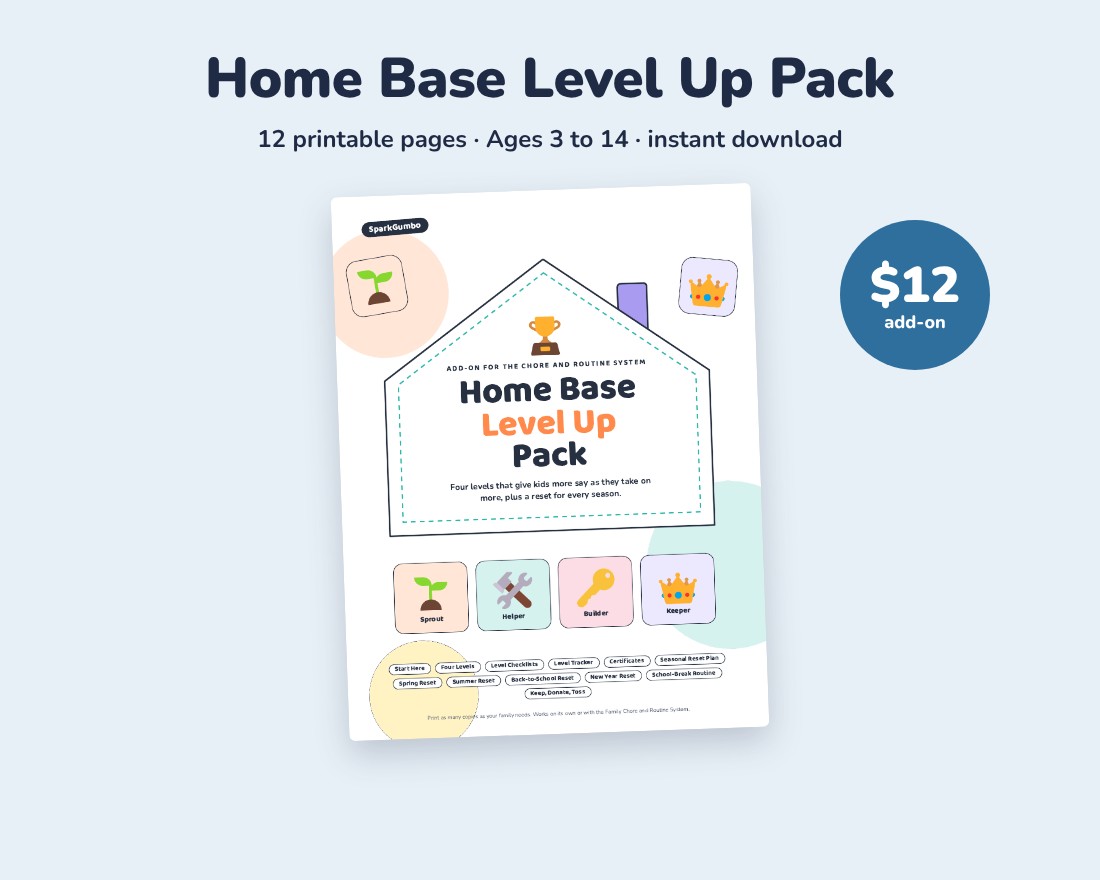 Home Base Level Up Pack
12 printable pages · Ages 3 to 14 · instant download
SparkGumbo
$12
add-on
ADD-ON FOR THE CHORE AND ROUTINE SYSTEM
Home Base
Level Up
Pack
Four levels that give kids more say as they take on
more, plus a reset for every season.
Sprout
Helper
Builder
Keeper
Start Here
Four Levels
Level Checklists
Level Tracker
Certificates
Seasonal Reset Plan
Spring Reset
Summer Reset
Back-to-School Reset
New Year Reset
School-Break Routine
Keep, Donate, Toss
Print as many copies as your family needs. Works on its own or with the Family Chore and Routine System.